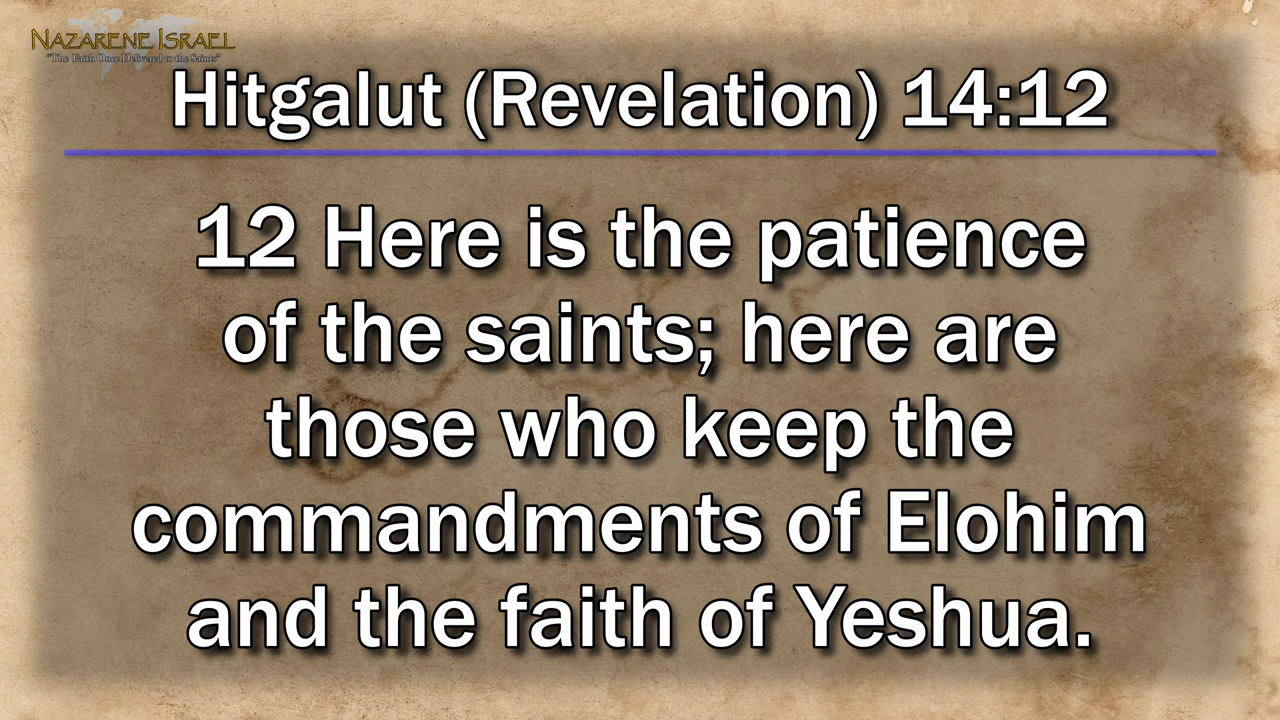 NAZARENE ISRAEL
"The Faith Once Delivered to the Saints"
Hitgalut (Revelation) 14:12
12 Here is the patience
of the saints; here are
those who keep the
commandments of Elohim
and the faith of Yeshua.